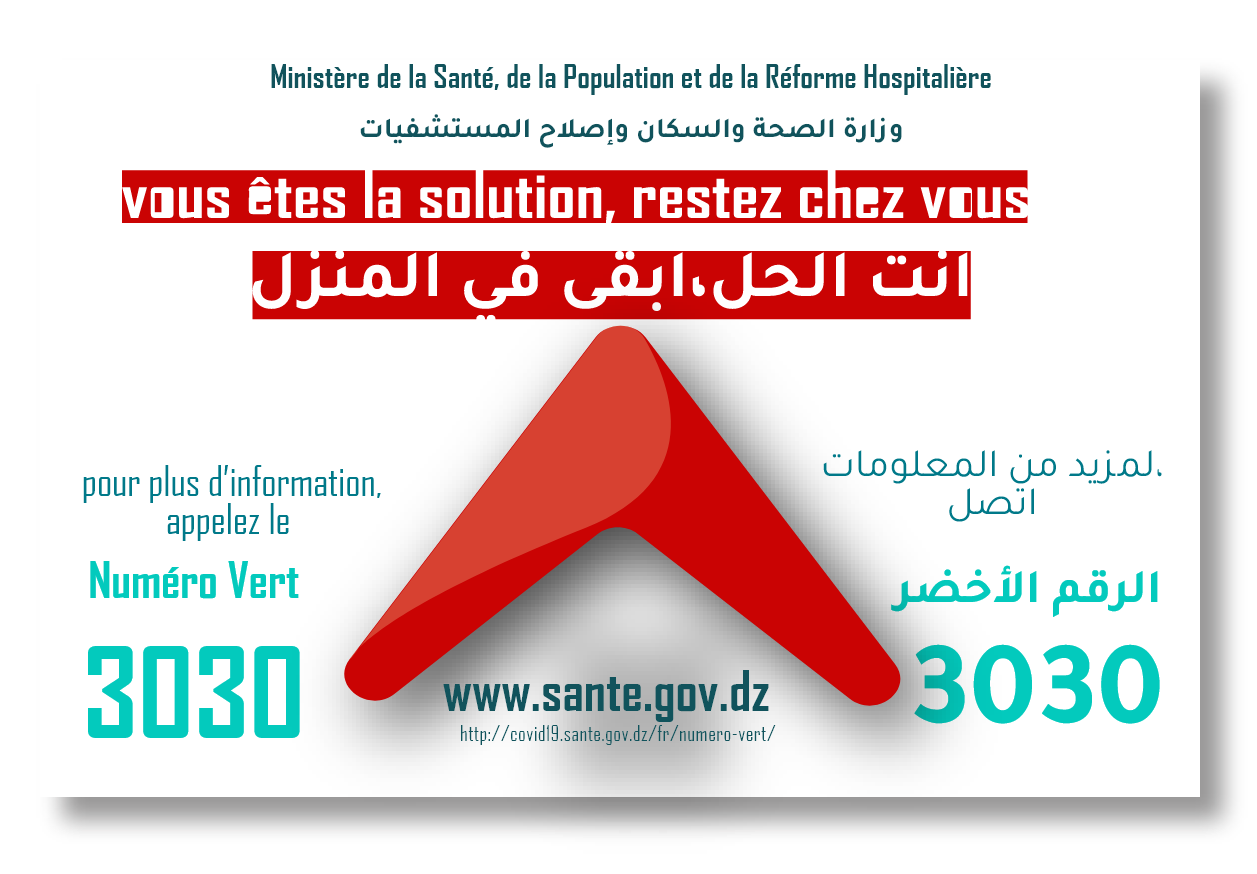 Ministère de la Santé, de la Population et de la Réforme Hospitalière
وزارة الصحة والسكان وإصلاح المستشفيات
vous êtes la solution, restez chez vous
انت الحل،ابقى في المنزل
pour plus d'information,
appelez le
Numéro Vert
3030
لمزيد من المعلومات،
اتصل
الرقم الأخضر
3030
www.sante.gov.dz
http://covid19.sante.gov.dz/fr/numero-vert/